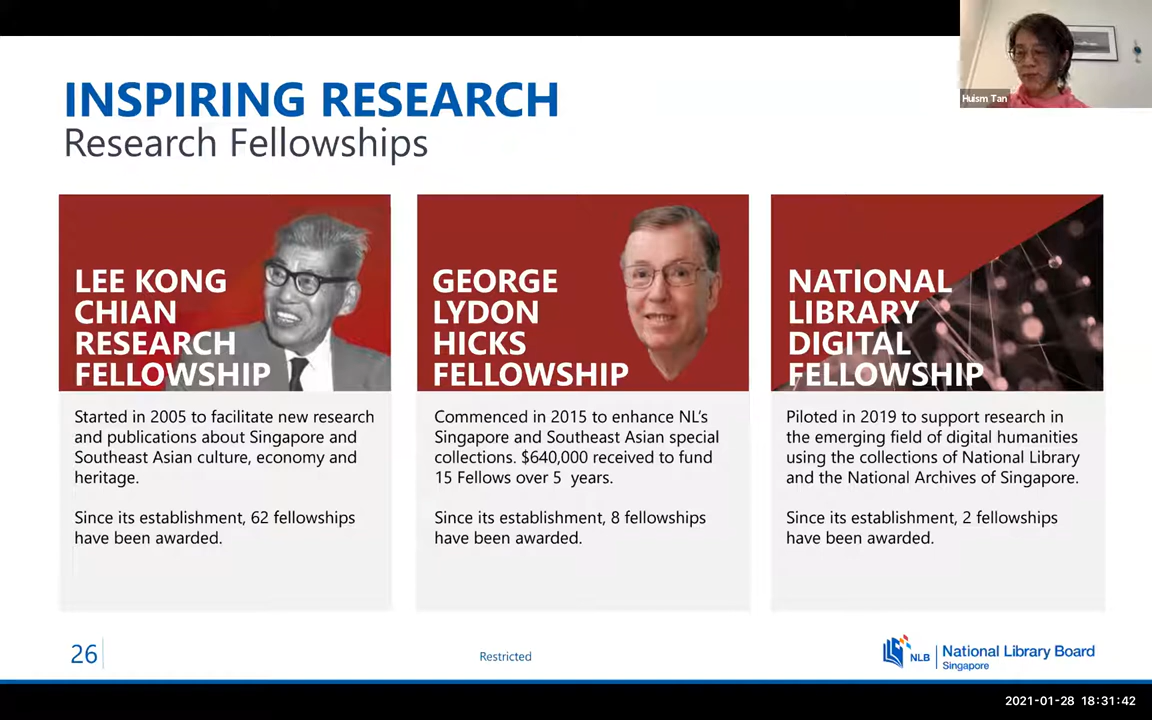 Huism Tan
INSPIRING RESEARCH
Research Fellowships
LEE KONG
CHIAN
RESEARCH
FELLOWSHIP
Started in 2005 to facilitate new research
and publications about Singapore and
Southeast Asian culture, economy and
heritage.
Since its establishment, 62 fellowships
have been awarded.
GEORGE
LYDON
HICKS
FELLOWSHIP
Commenced in 2015 to enhance NL's
Singapore and Southeast Asian special
collections. $640,000 received to fund
15 Fellows over 5 years.
Since its establishment, 8 fellowships
have been awarded.
NATIONAL
LIBRARY
DIGITAL
FELLOWSHIP
Piloted in 2019 to support research in
the emerging field of digital humanities
using the collections of National Library
and the National Archives of Singapore.
Since its establishment, 2 fellowships
have been awarded.
26
Restricted
NLB
National Library Board
Singapore
2021-01-28 18:31:42